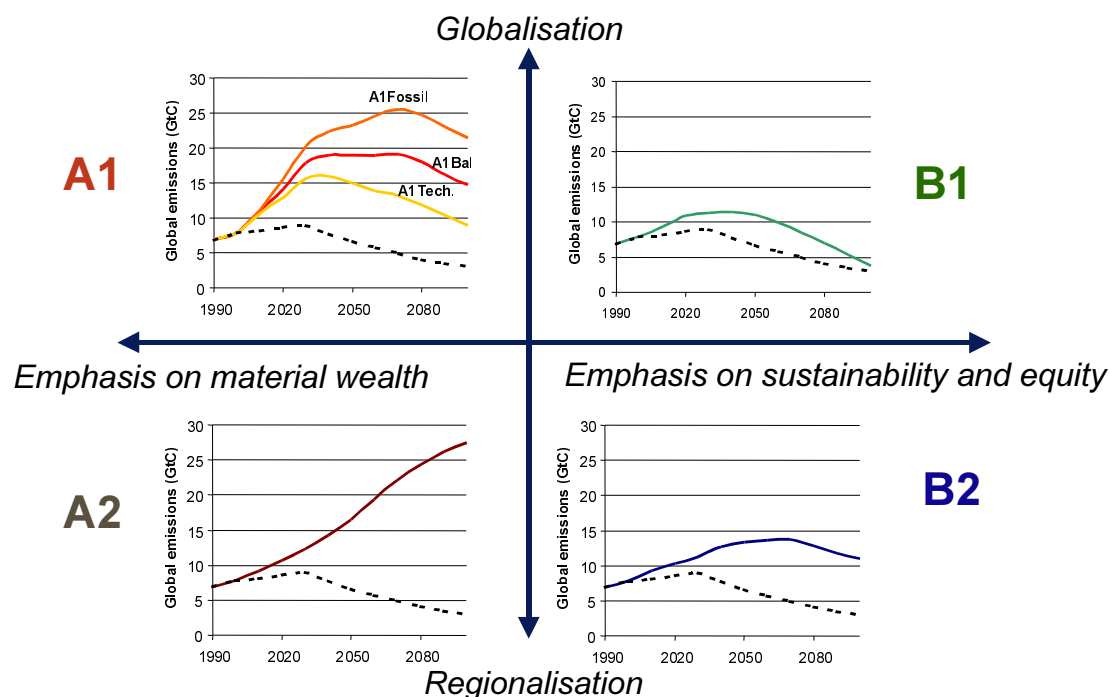 Globalisation
A1
Global emissions (GtC)
30
25
20
15
10
5
0
A1Fossil
A1Bal
A1Tech.
1990 2020 2050 2080
B1
Global emissions (GtC)
30
25
20
15
10
5
0
1990 2020 2050 2080
Emphasis on material wealth
Emphasis on sustainability and equity
A2
Global emissions (GtC)
30
25
20
15
10
5
0
1990 2020 2050 2080
B2
Global emissions (GtC)
30
25
20
15
10
5
0
1990 2020 2050 2080
Regionalisation